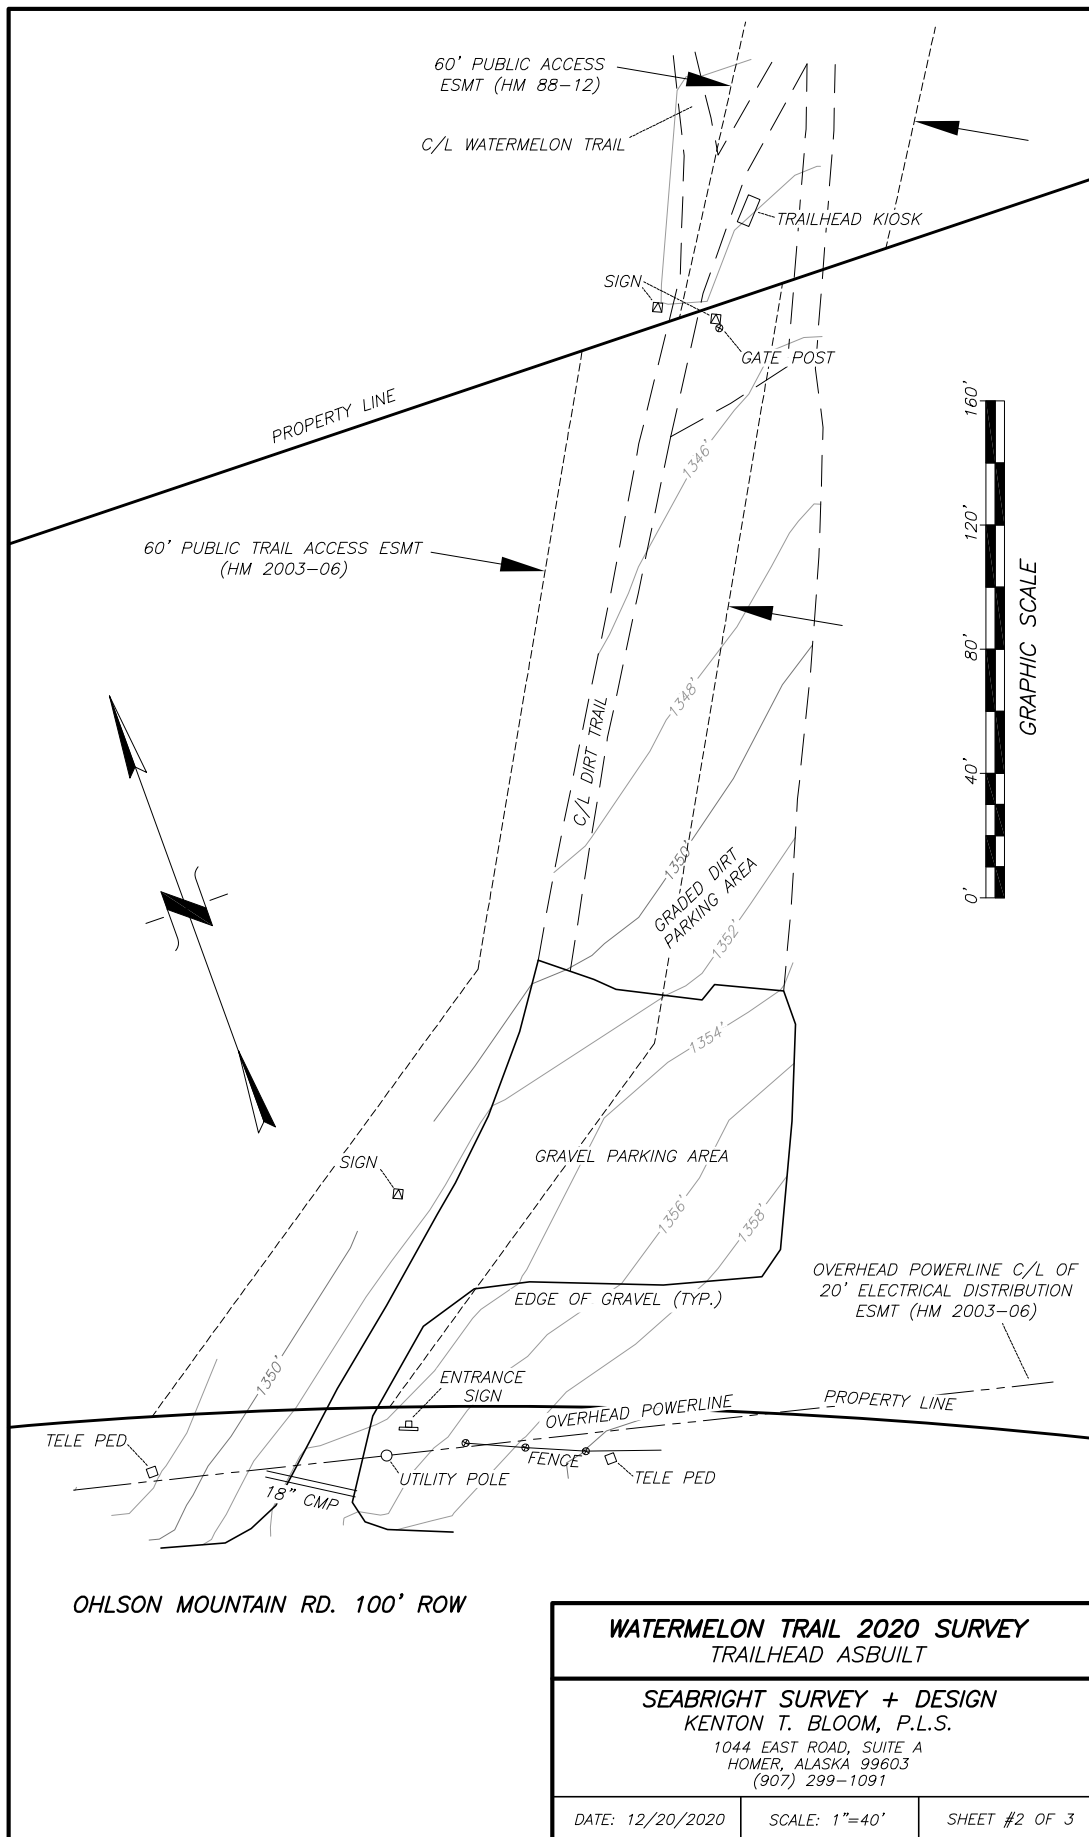 60' PUBLIC ACCESS
ESMT (HM 88-12)
C/L WATERMELON TRAIL
TRAILHEAD KIOSK
SIGN
GATE POST
PROPERTY LINE
1346'
60' PUBLIC TRAIL ACCESS ESMT
(HM 2003-06)
160'
120'
80'
40'
0'
GRAPHIC SCALE
1348'
C/L DIRT TRAIL
1350'
GRADED DIRT
PARKING AREA
1352'
N
1354'
GRAVEL PARKING AREA
SIGN
1356'
1358'
OVERHEAD POWERLINE C/L OF
20' ELECTRICAL DISTRIBUTION
ESMT (HM 2003-06)
EDGE OF GRAVEL (TYP.)
1350'
ENTRANCE
SIGN
OVERHEAD POWERLINE
PROPERTY LINE
TELE PED
FENCE
UTILITY POLE
TELE PED
18" CMP
OHLSON MOUNTAIN RD. 100' ROW
WATERMELON TRAIL 2020 SURVEY
TRAILHEAD ASBUILT
SEABRIGHT SURVEY + DESIGN
KENTON T. BLOOM, P.L.S.
1044 EAST ROAD, SUITE A
HOMER, ALASKA 99603
(907) 299-1091
DATE: 12/20/2020
SCALE: 1"=40'
SHEET #2 OF 3